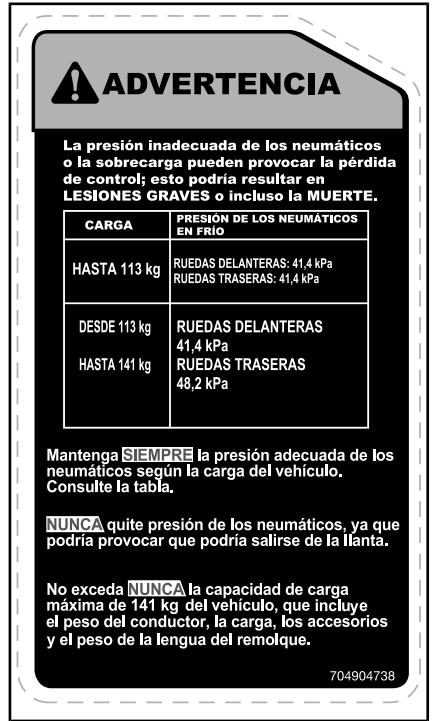 ADVERTENCIA
La presión inadecuada de los neumáticos
o la sobrecarga pueden provocar la pérdida
de control; esto podría resultar en
LESIONES GRAVES o incluso la MUERTE.
CARGA
PRESIÓN DE LOS NEUMÁTICOS
EN FRÍO
HASTA 113 kg
RUEDAS DELANTERAS: 41,4 kPa
RUEDAS TRASERAS: 41,4 kPa
DESDE 113 kg
HASTA 141 kg
RUEDAS DELANTERAS
41,4 kPa
RUEDAS TRASERAS
48,2 kPa
Mantenga SIEMPRE la presión adecuada de los
neumáticos según la carga del vehículo.
Consulte la tabla.
NUNCA quite presión de los neumáticos, ya que
podría provocar que podría salirse de la llanta.
No exceda NUNCA la capacidad de carga
máxima de 141 kg del vehículo, que incluye
el peso del conductor, la carga, los accesorios
y el peso de la lengua del remolque.
704904738